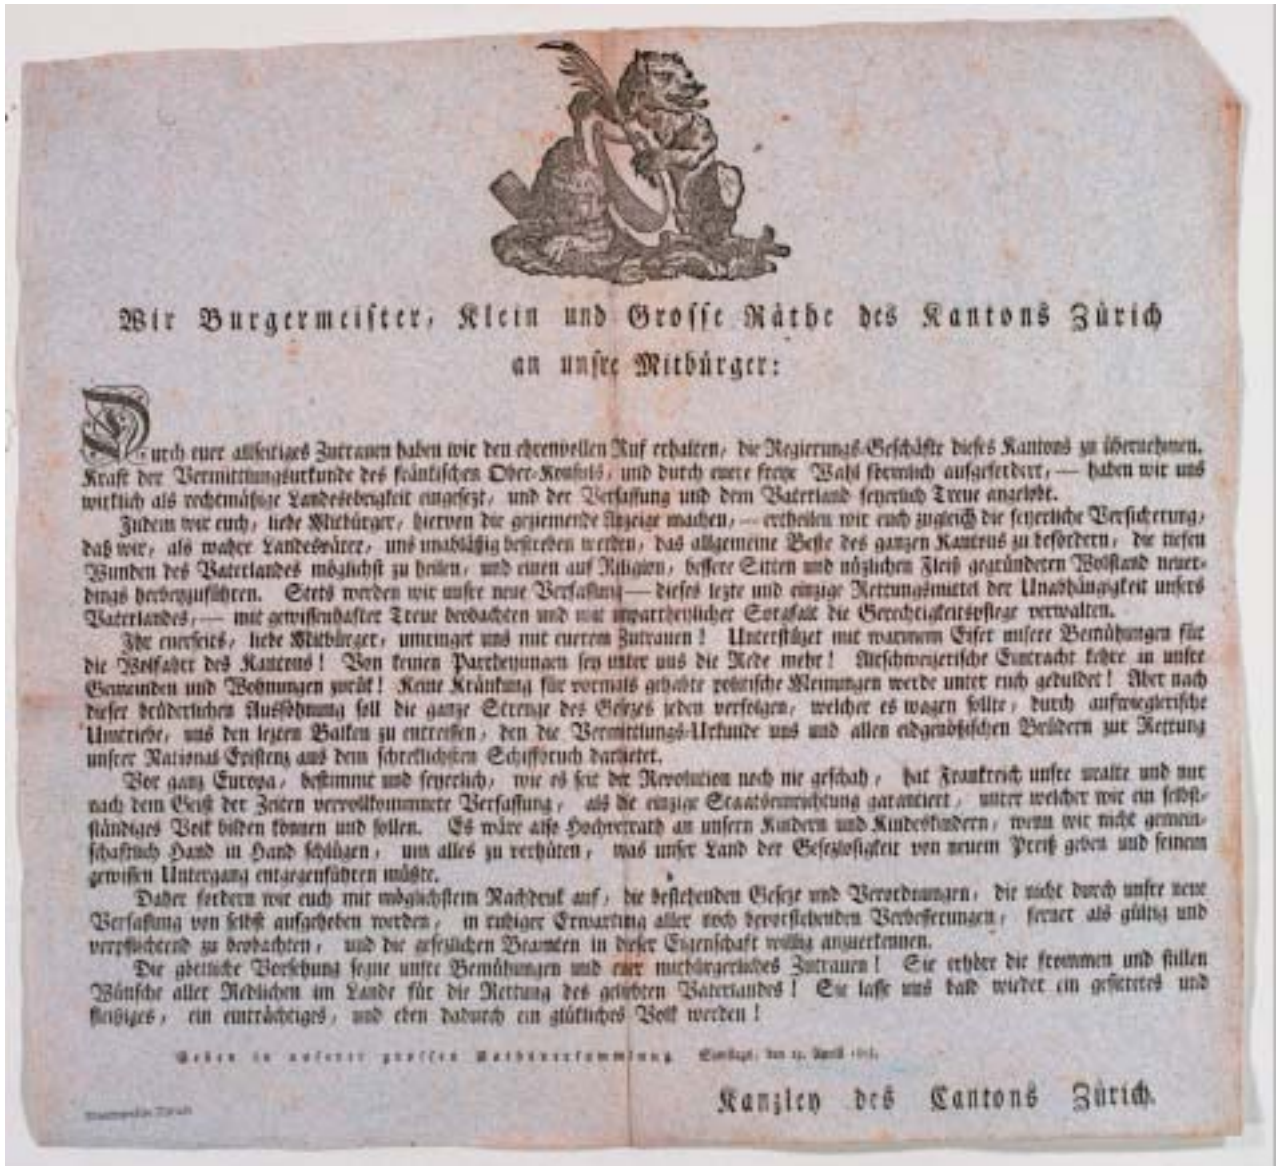 Wir Burgermeister, Klein und Grosse Räthe des Kantons Zürich
an unsre Mitbürger:
Durch euer allseitiges Zutrauen haben wir den ehrenvollen Ruf erhalten, die Regierungs-Geschäfte dieses Kantons zu übernehmen.
Kraft der Vermittlungsurkunde des fränkischen Ober-Konsuls, und durch euere freye Wahl förmlich aufgefordert, — haben wir uns
wirklich als rechtmäßige Landesobrigkeit eingesezt, und der Verfassung und dem Vaterland feyerlich Treue angelobt.
Indem wir euch, liebe Mitbürger, hiervon die geziemende Anzeige machen, — ertheilen wir euch zugleich die feyerliche Versicherung,
daß wir, als wahre Landesväter, uns unabläßig bestreben werden, das allgemeine Beste des ganzen Kantons zu befördern, die tiefen
Wunden des Vaterlandes möglichst zu heilen, und einen auf Religion, bessere Sitten und nüzlichen Fleiß gegründeten Wolstand neuer-
dings herbeyzuführen. Stets werden wir unsre neue Verfassung — dieses lezte und einzige Rettungsmittel der Unabhängigkeit unsers
Vaterlandes, — mit gewissenhafter Treue beobachten und mit unpartheylicher Sorgfalt die Gerechtigkeitspflege verwalten.
Ihr euerseits, liebe Mitbürger, umringet uns mit euerem Zutrauen! Unterstüzet mit warmem Eifer unsere Bemühungen für
die Wolfahrt des Kantons! Von keinen Partheyungen sey unter uns die Rede mehr! Altschweizerische Eintracht kehre in unsre
Gemeinden und Wohnungen zurük! Keine Kränkung für vormals gehabte politische Meinungen werde unter euch geduldet! Aber nach
dieser brüderlichen Aussöhnung soll die ganze Strenge des Gesezes jeden verfolgen, welcher es wagen sollte, durch aufwieglerische
Umtriebe, uns den lezten Balken zu entreissen, den die Vermittlungs-Urkunde uns und allen eidgenößischen Brüdern zur Rettung
unsrer National-Existenz aus dem schreklichsten Schiffbruch darbietet.
Vor ganz Europa, bestimmt und feyerlich, wie es seit der Revolution noch nie geschah, hat Frankreich unsre uralte und nur
nach dem Geist der Zeiten vervollkommnete Verfassung, als die einzige Staatseinrichtung garantiert, unter welcher wir ein selbst-
ständiges Volk bilden können und sollen. Es wäre also Hochverrath an unsern Kindern und Kindeskindern, wenn wir nicht gemein-
schaftlich Hand in Hand schlügen, um alles zu verhüten, was unser Land der Gesezlosigkeit von neuem Preiß geben und seinem
gewissen Untergang entgegenführen müßte.
Daher fordern wir euch mit möglichstem Nachdruk auf, die bestehenden Geseze und Verordnungen, die nicht durch unsre neue
Verfassung von selbst aufgehoben werden, in ruhiger Erwartung aller noch bevorstehenden Verbesserungen, ferner als gültig und
verpflichtend zu beobachten, und die gesezlichen Beamten in dieser Eigenschaft willig anzuerkennen.
Die göttliche Vorsehung segne unsre Bemühungen und euer mitbürgerliches Zutrauen! Sie erhöre die frommen und stillen
Wünsche aller Redlichen im Lande für die Rettung des geliebten Vaterlandes! Sie lasse uns bald wieder ein gesittetes und
fleißiges, ein einträchtiges, und eben dadurch ein glükliches Volk werden!
Geben in unserer grossen Rathsversammlung Samstags, den April
Kanzley des Cantons Zürich.
Staatsarchiv Zürich